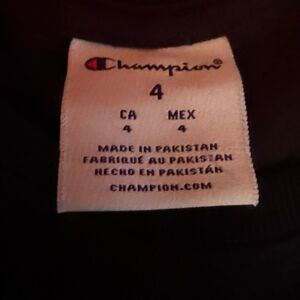 Champion®
4
CA MEX
4 4
MADE IN PAKISTAN
FABRIQUÉ AU PAKISTAN
HECHO EN PAKISTÁN
CHAMPION.COM